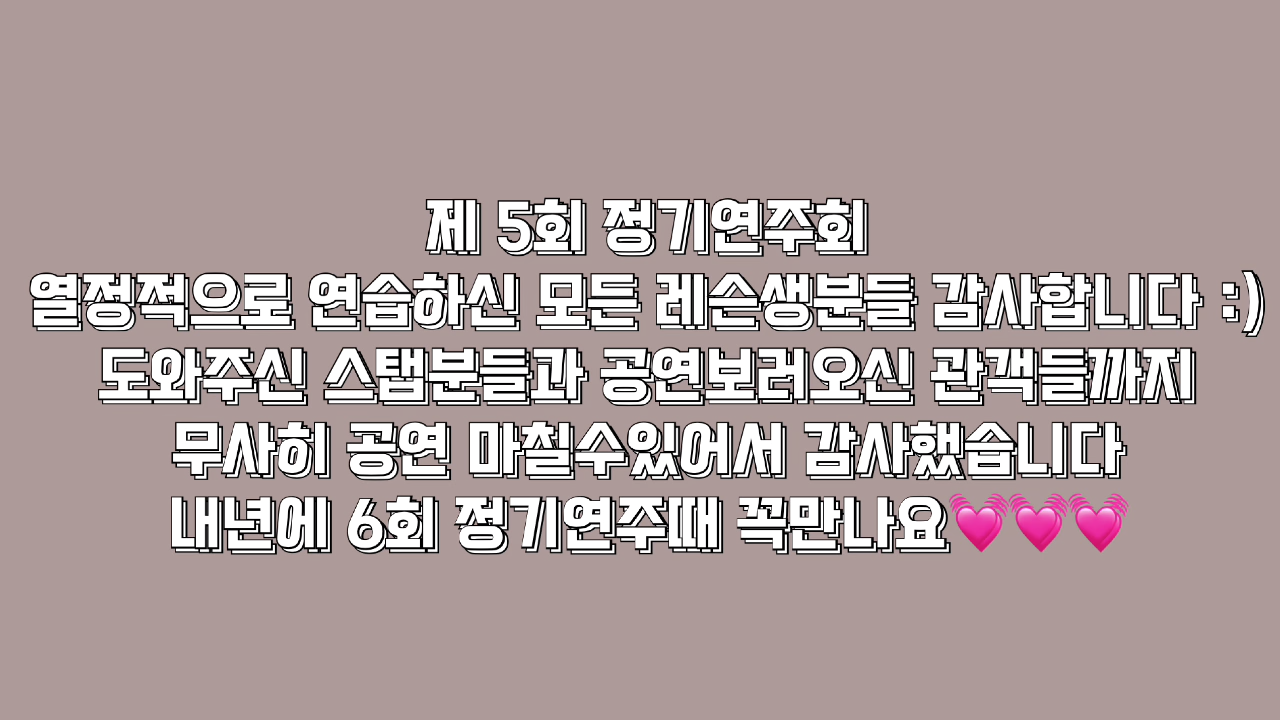 제 5회 정기연주회
열정적으로 연습하신 모든 레슨생분들 감사합니다 :)
도와주신 스탭분들과 공연보러오신 관객들까지
무사히 공연 마칠수있어서 감사했습니다
내년에 6회 정기연주때 꼭만나요💓💓💓